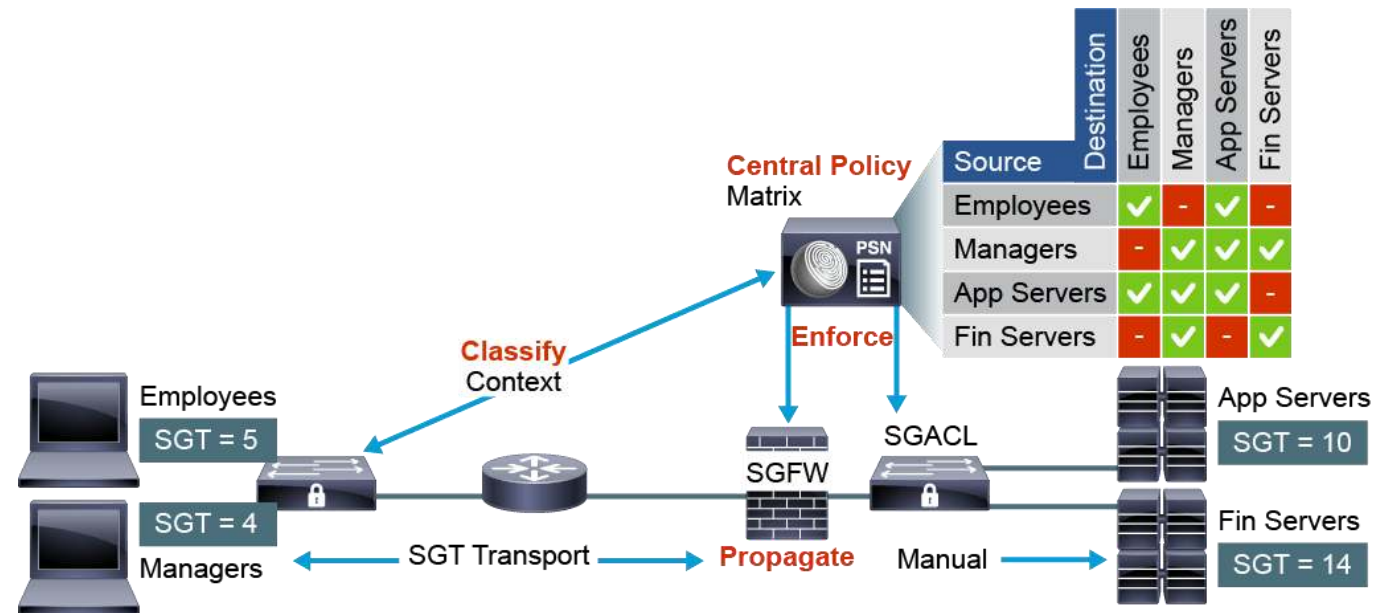 Destination
Employees
Managers
App Servers
Fin Servers
Source
Employees
Managers
App Servers
Fin Servers
Central Policy
Matrix
PSN
Enforce
Classify
Context
Employees
SGT = 5
SGT = 4
Managers
SGT Transport
SGFW
Propagate
SGACL
Manual
App Servers
SGT = 10
Fin Servers
SGT = 14